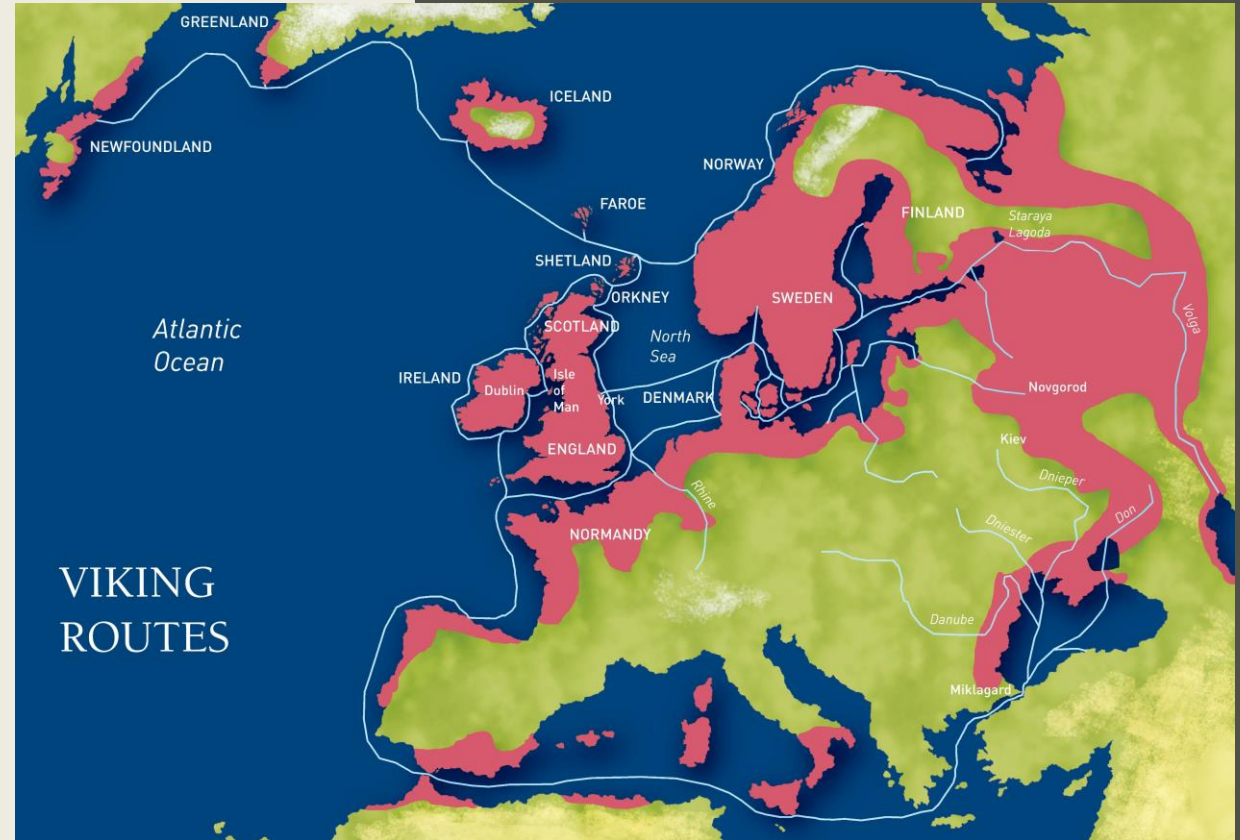 GREENLAND
ICELAND
NEWFOUNDLAND
NORWAY
FAROE
FINLAND
Staraya
Lagoda
SHETLAND
ORKNEY
SWEDEN
SCOTLAND
Volga
Atlantic
Ocean
North
Sea
IRELAND
Dublin
Isle
of
Man
York
DENMARK
Novgorod
ENGLAND
Kiev
Dnieper
Rhine
Don
NORMANDY
Dniester
VIKING
ROUTES
Danube
Miklagard